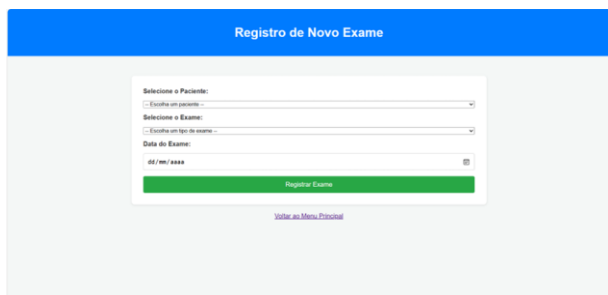 Registro de Novo Exame
Selecione o Paciente:
-- Escolha um paciente --
Selecione o Exame:
-- Escolha um tipo de exame --
Data do Exame:
dd/mm/aaaa
Registrar Exame
Voltar ao Menu Principal